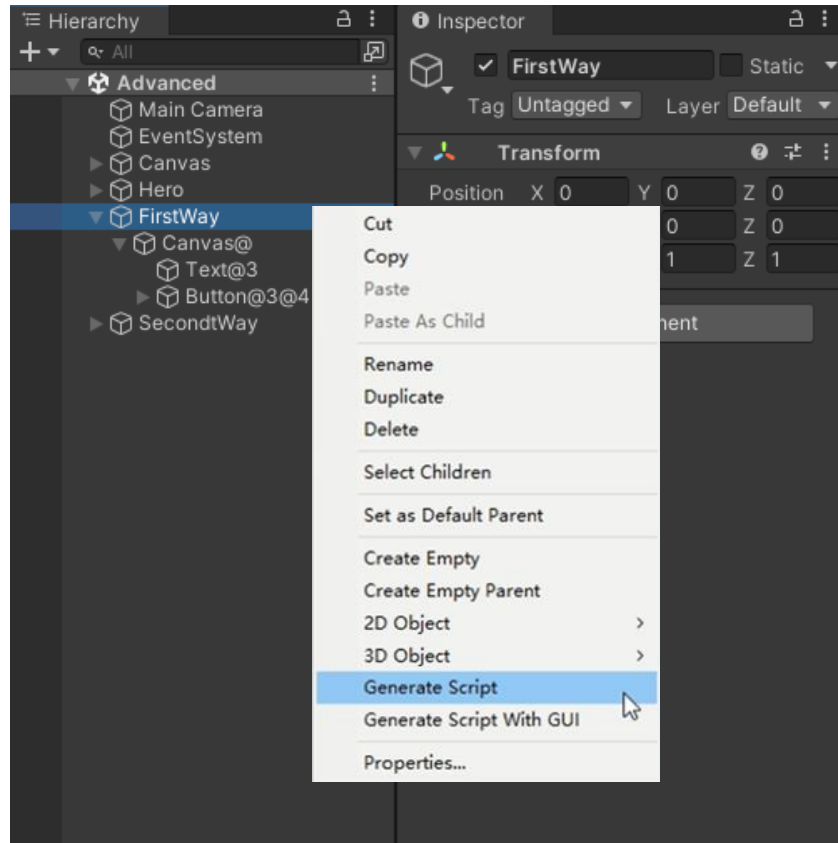 Hierarchy
All
Advanced
Main Camera
EventSystem
Canvas
Hero
FirstWay
Canvas@
Text@3
Button@3@4
SecondtWay
Cut
Copy
Paste
Paste As Child
Rename
Duplicate
Delete
Select Children
Set as Default Parent
Create Empty
Create Empty Parent
2D Object
3D Object
Generate Script
Generate Script With GUI
Properties...
Inspector
FirstWay Static
Tag Untagged Layer Default
Transform
Position X 0 Y 0 Z 0
0 Z 0
1 Z 1